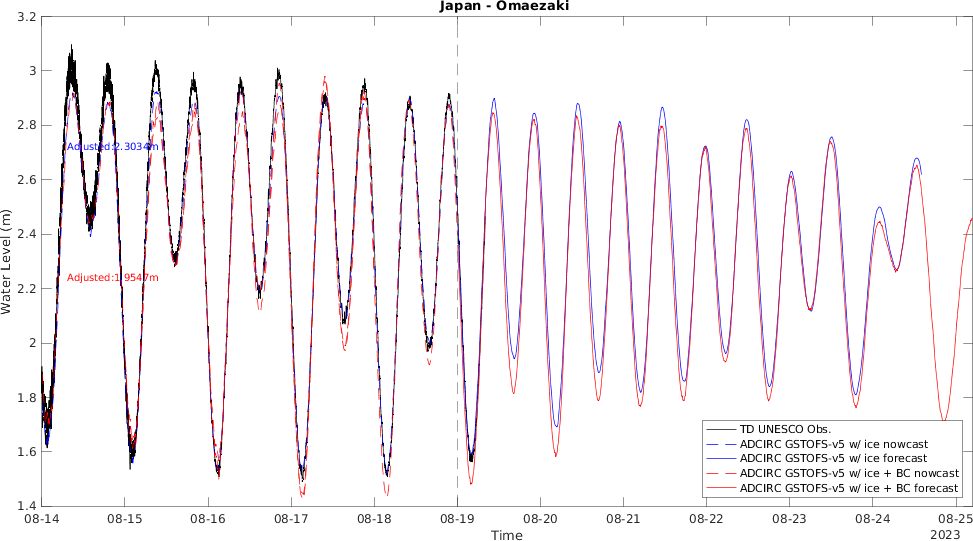 Japan - Omaezaki
Water Level (m)
3.2
3
2.8
2.6
2.4
2.2
2
1.8
1.6
1.4
Adjusted:2.3034m
Adjusted:1.9547m
TD UNESCO Obs.
ADCIRC GSTOFS-v5 w/ ice nowcast
ADCIRC GSTOFS-v5 w/ ice forecast
ADCIRC GSTOFS-v5 w/ ice + BC nowcast
ADCIRC GSTOFS-v5 w/ ice + BC forecast
08-14 08-15 08-16 08-17 08-18 08-19 08-20 08-21 08-22 08-23 08-24 08-25
Time
2023